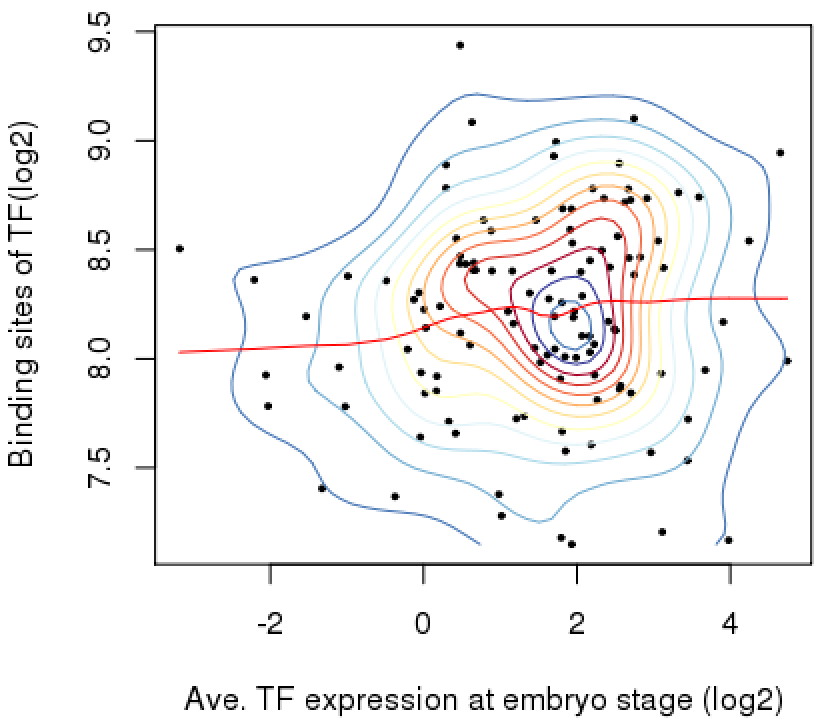 9.5
9.0
8.5
8.0
7.5
Binding sites of TF(log2)
-2 0 2 4
Ave. TF expression at embryo stage (log2)